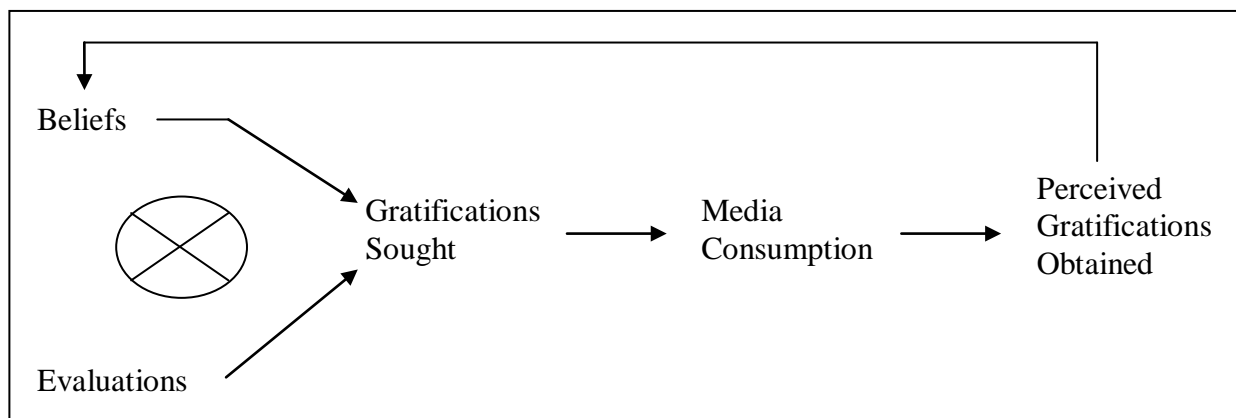 Beliefs
Gratifications
Sought
Media
Consumption
Perceived
Gratifications
Obtained
Evaluations